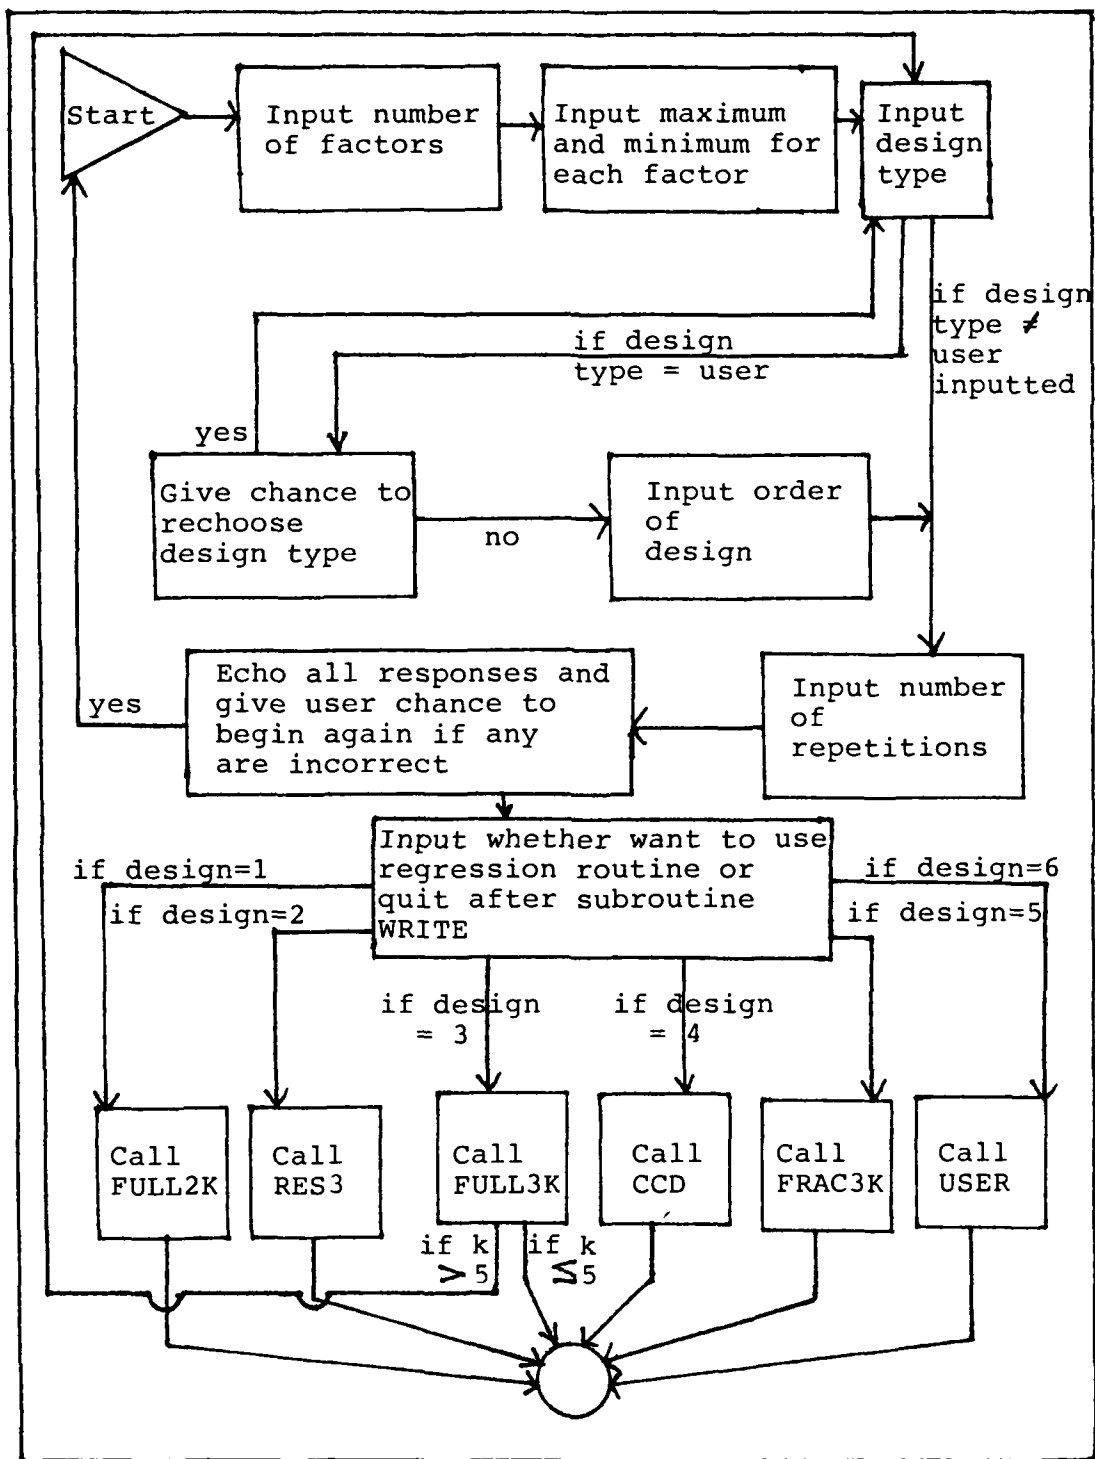 Start
Input number
of factors
Input maximum
and minimum for
each factor
Input
design
type
if design
type ≠
user
inputted
if design
type = user
yes
Give chance to
rechoose
design type
no
Input order
of
design
Echo all responses and
give user chance to
begin again if any
are incorrect
yes
Input number
of
repetitions
Input whether want to use
regression routine or
quit after subroutine
WRITE
if design=1
if design=2
if design=6
if design=5
if design
= 3
if design
= 4
Call
FULL2K
Call
RES3
Call
FULL3K
Call
CCD
Call
FRAC3K
Call
USER
if k
> 5
if k
≤5